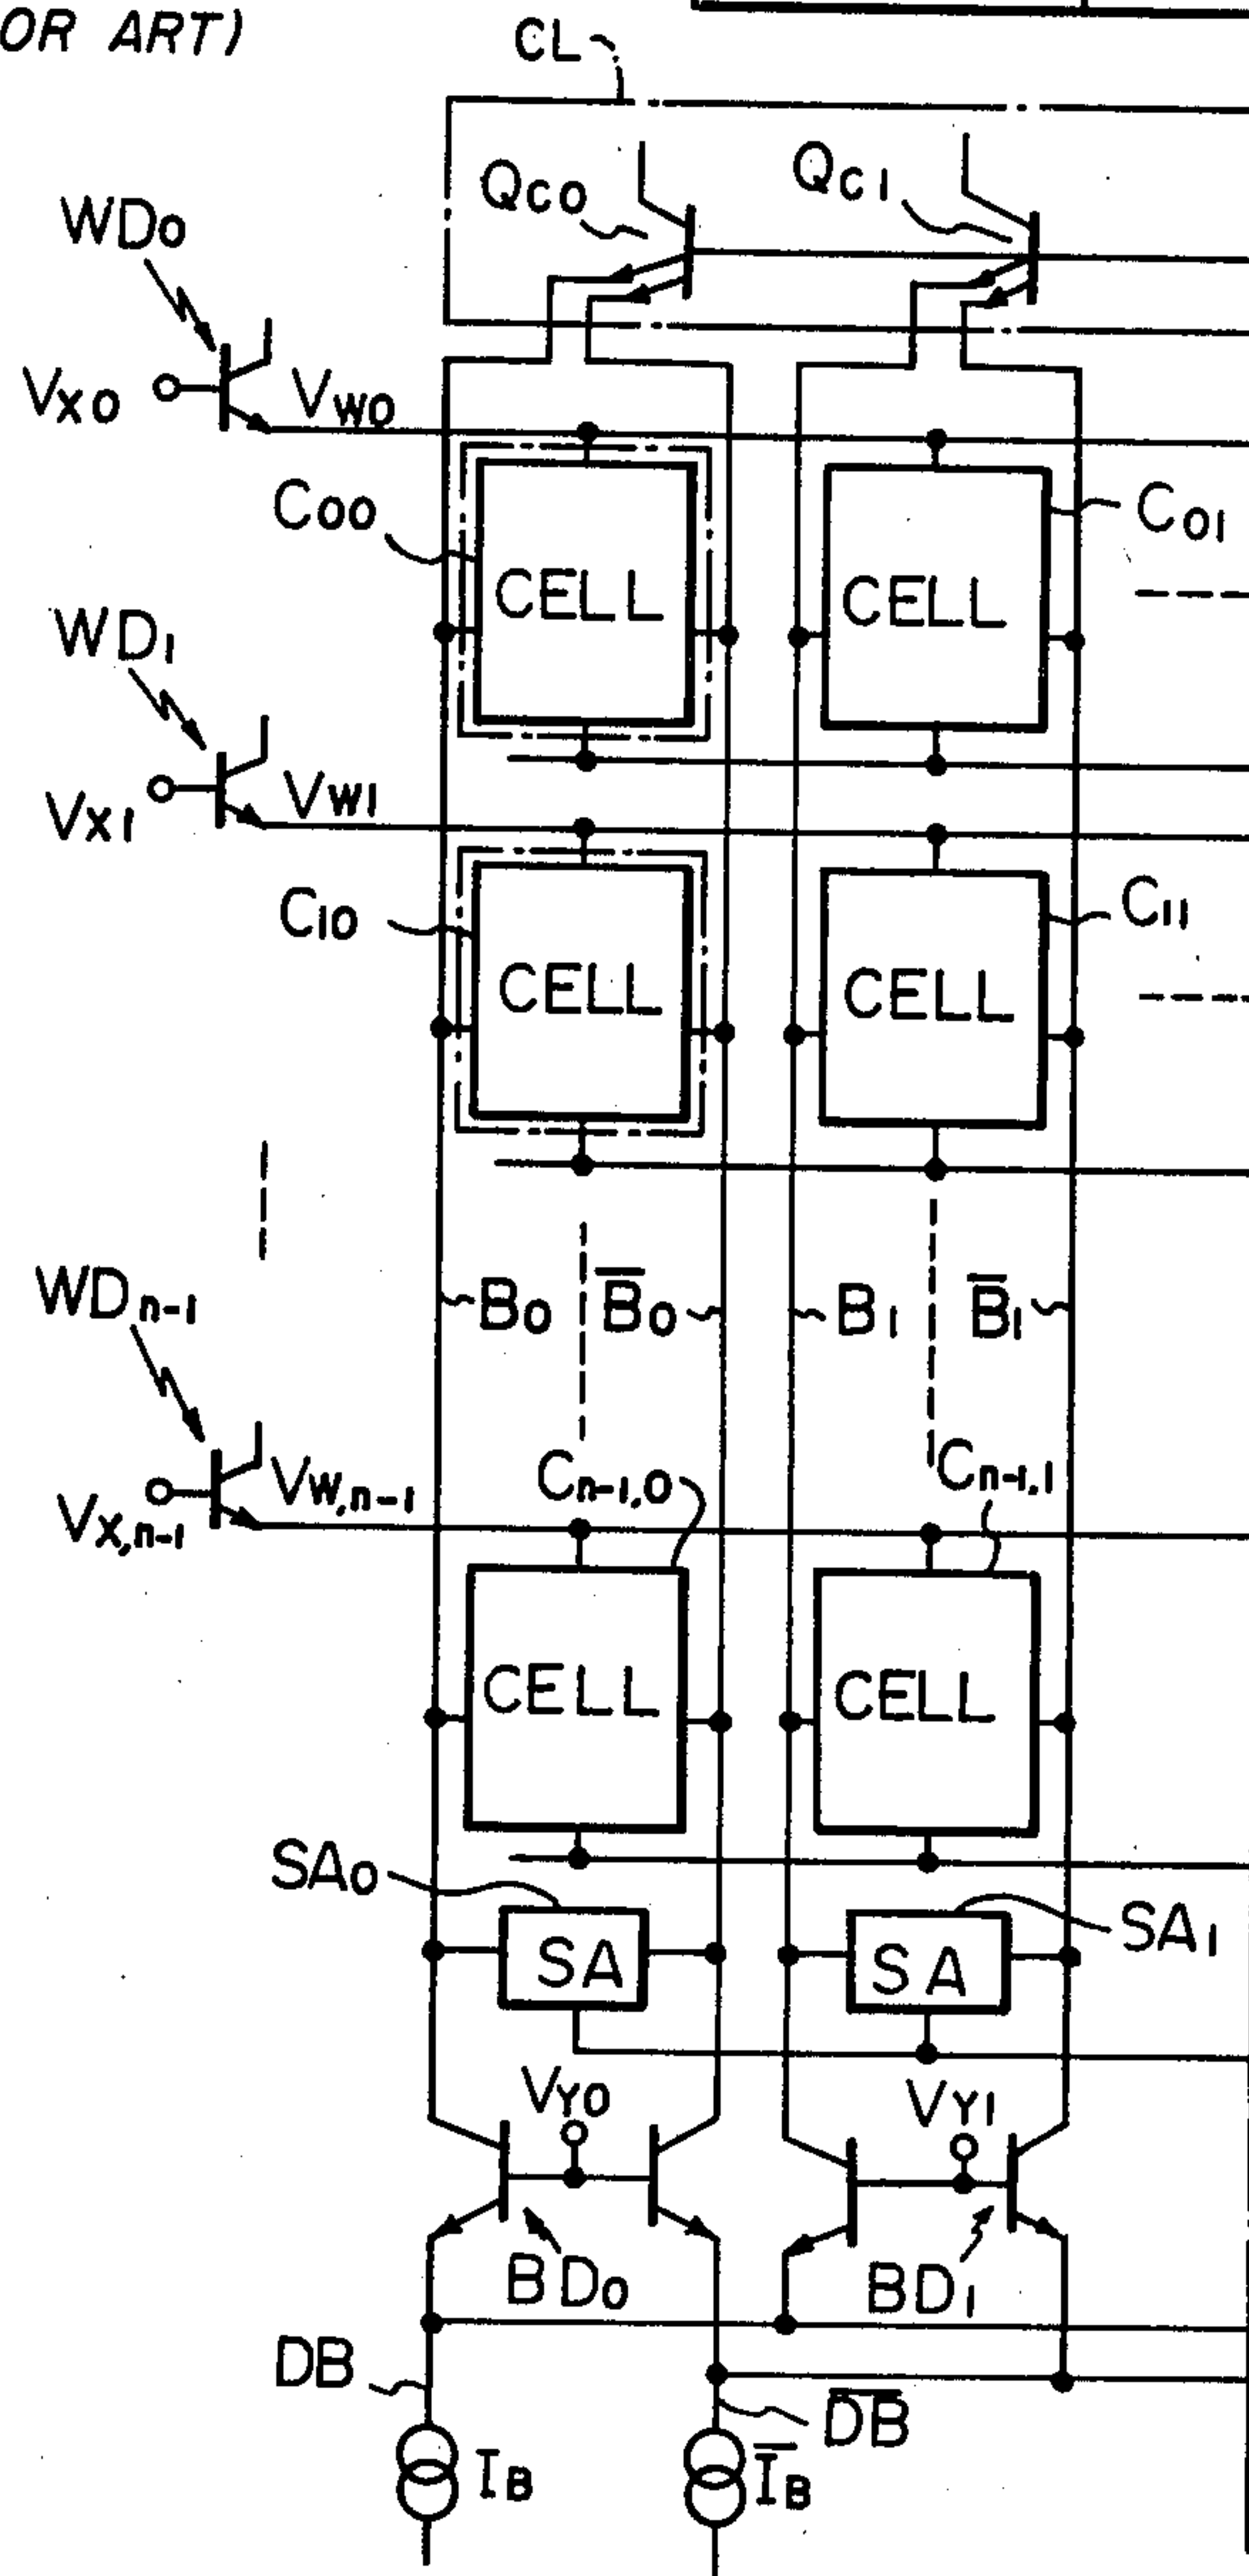 OR ART)
CL
Qc0 Qc1
WD0
Vx0 Vw0
C00 CELL CELL C01
WD1
Vx1 Vw1
C10 CELL CELL C11
WDn-1 B0 B̅0 B1 B̅1
Vx,n-1 Vw,n-1 Cn-1,0 Cn-1,1
CELL CELL
SA0 SA SA SA1
VY0 VY1
BD0 BD1
DB D̅B̅
IB I̅B